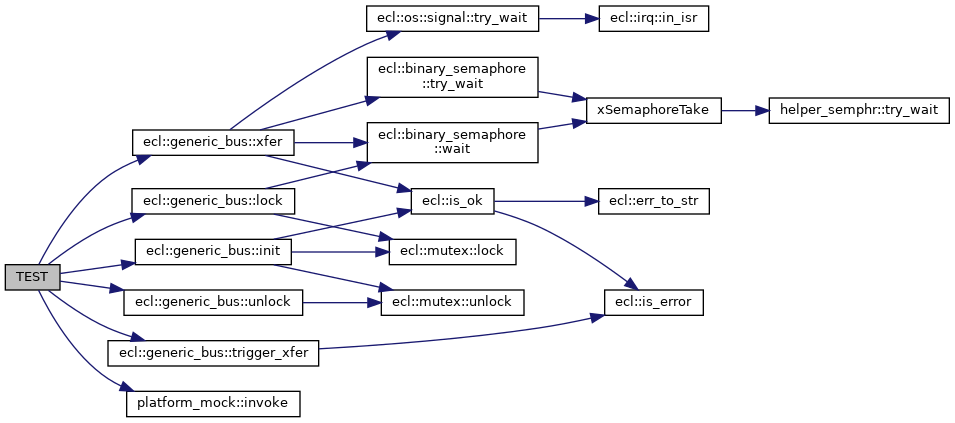 TEST
ecl::generic_bus::xfer
ecl::generic_bus::lock
ecl::generic_bus::init
ecl::generic_bus::unlock
ecl::generic_bus::trigger_xfer
platform_mock::invoke
ecl::os::signal::try_wait
ecl::binary_semaphore
::try_wait
ecl::binary_semaphore
::wait
ecl::is_ok
ecl::mutex::lock
ecl::mutex::unlock
ecl::irq::in_isr
xSemaphoreTake
ecl::err_to_str
ecl::is_error
helper_semphr::try_wait